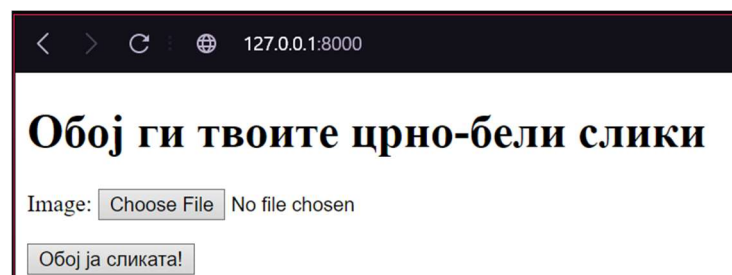 127.0.0.1:8000
Обој ги твоите црно-бели слики
Image: Choose File No file chosen
Обој ја сликата!